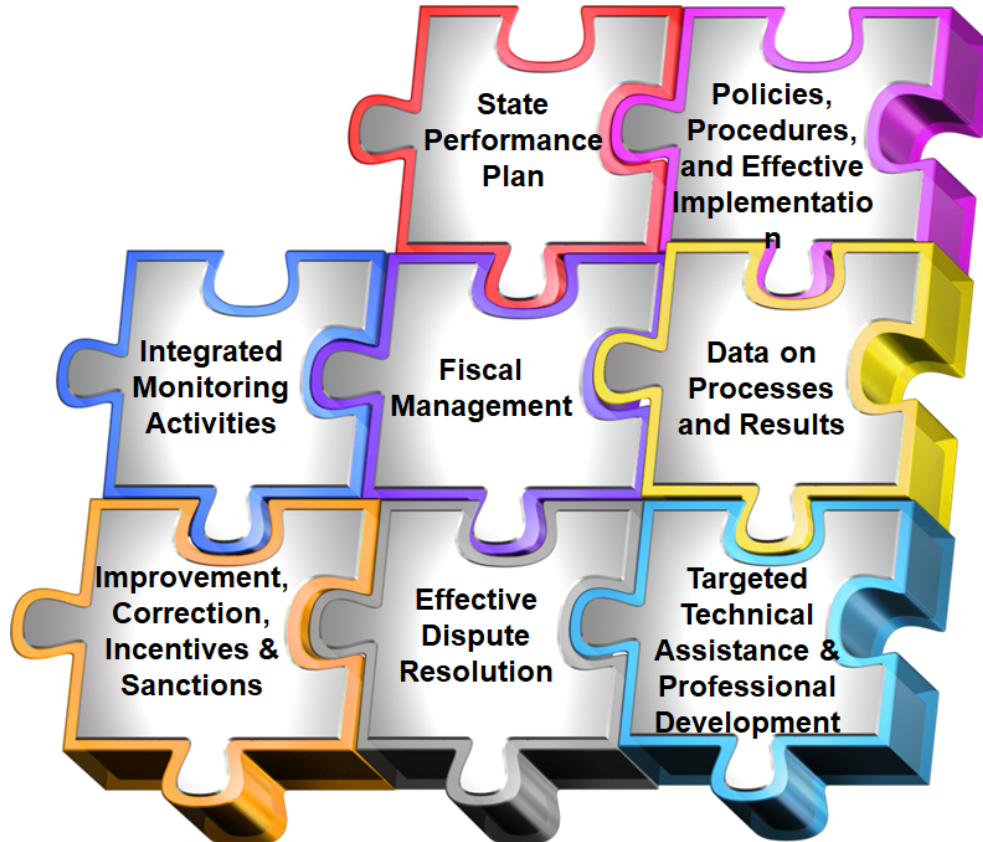 State
Performance
Plan
Policies,
Procedures,
and Effective
Implementatio
n
Integrated
Monitoring
Activities
Fiscal
Management
Data on
Processes
and Results
Improvement,
Correction,
Incentives &
Sanctions
Effective
Dispute
Resolution
Targeted
Technical
Assistance &
Professional
Development